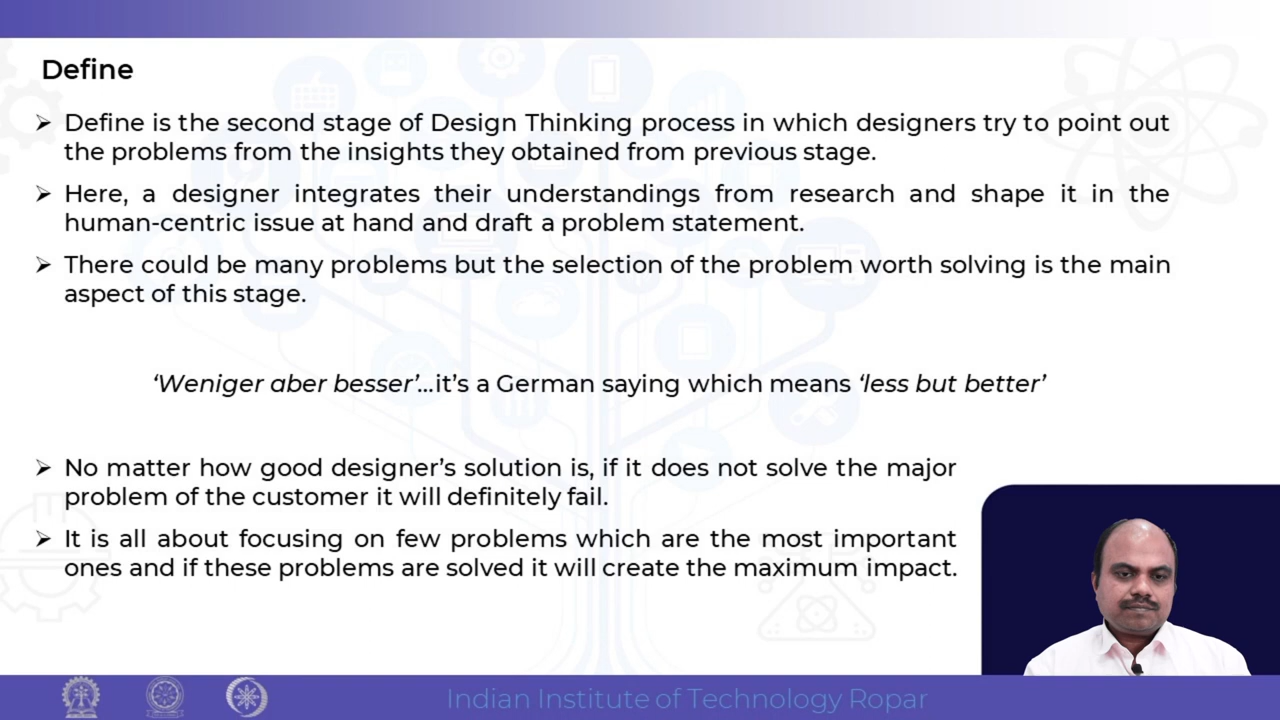 Define
➢ Define is the second stage of Design Thinking process in which designers try to point out
the problems from the insights they obtained from previous stage.
➢ Here, a designer integrates their understandings from research and shape it in the
human-centric issue at hand and draft a problem statement.
➢ There could be many problems but the selection of the problem worth solving is the main
aspect of this stage.
‘Weniger aber besser’...it’s a German saying which means ‘less but better’
➢ No matter how good designer’s solution is, if it does not solve the major
problem of the customer it will definitely fail.
➢ It is all about focusing on few problems which are the most important
ones and if these problems are solved it will create the maximum impact.
Indian Institute of Technology Ropar